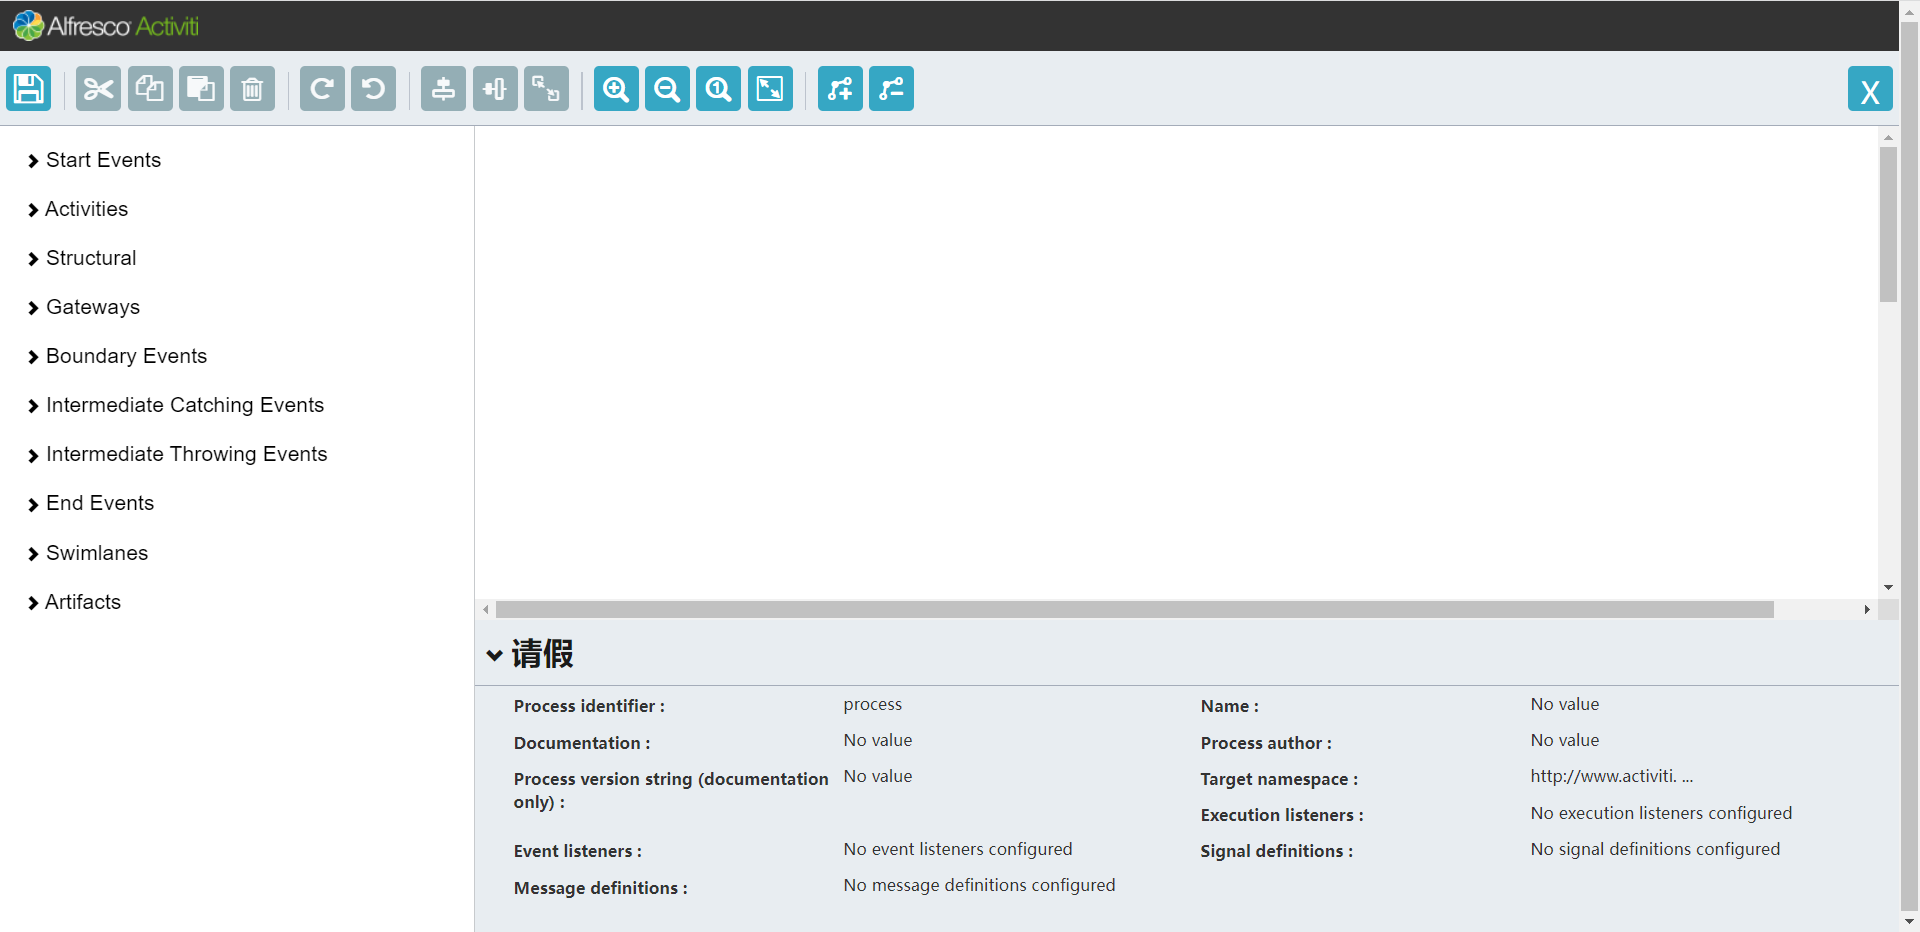 Alfresco Activiti
1
X
Start Events
Activities
Structural
Gateways
Boundary Events
Intermediate Catching Events
Intermediate Throwing Events
End Events
Swimlanes
Artifacts
请假
Process identifier : process
Name : No value
Documentation : No value
Process author : No value
Process version string (documentation
only) : No value
Target namespace : http://www.activiti. ...
Execution listeners : No execution listeners configured
Event listeners : No event listeners configured
Signal definitions : No signal definitions configured
Message definitions : No message definitions configured